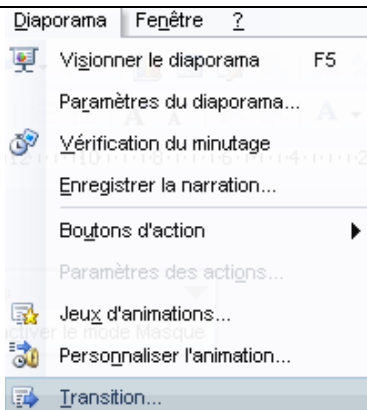 Diaporama Fenêtre ?
Visionner le diaporama F5
Paramètres du diaporama...
Vérification du minutage
Enregistrer la narration...
Boutons d'action
Paramètres des actions...
Jeux d'animations...
Personnaliser l'animation...
Transition...